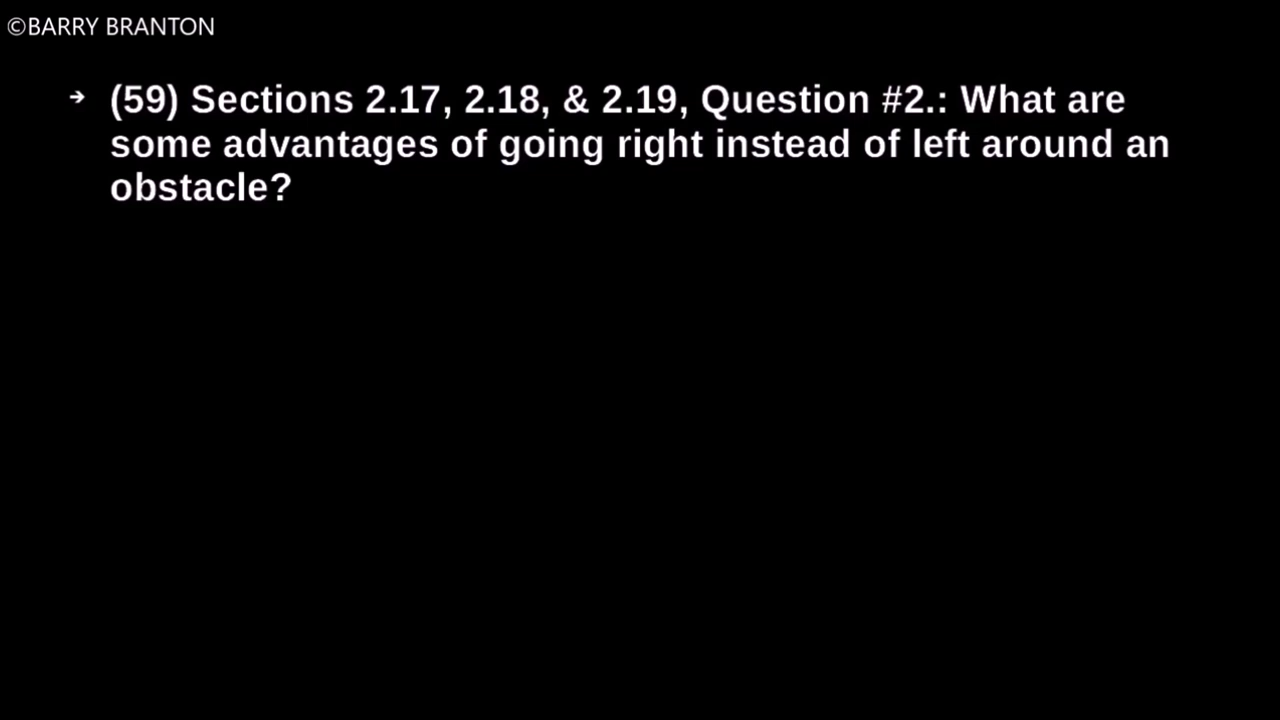 ©BARRY BRANTON
➔ (59) Sections 2.17, 2.18, & 2.19, Question #2.: What are
some advantages of going right instead of left around an
obstacle?